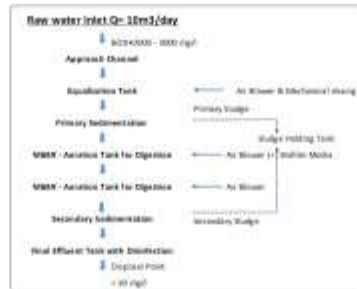 Raw water Inlet Q= 10m3/day
Approach Channel
Equalization Tank
Air Blower & Mechanical
Primary Sludge
Primary Sedimentation
Sludge Holding Tank
MBBR - Aeration Tank for Digestion
Air Blower
Biofilm Media
MBBR - Aeration Tank for Digestion
Air Blower
Secondary Sedimentation
Secondary Sludge
Final Effluent Tank with Disinfection
Disposal Point